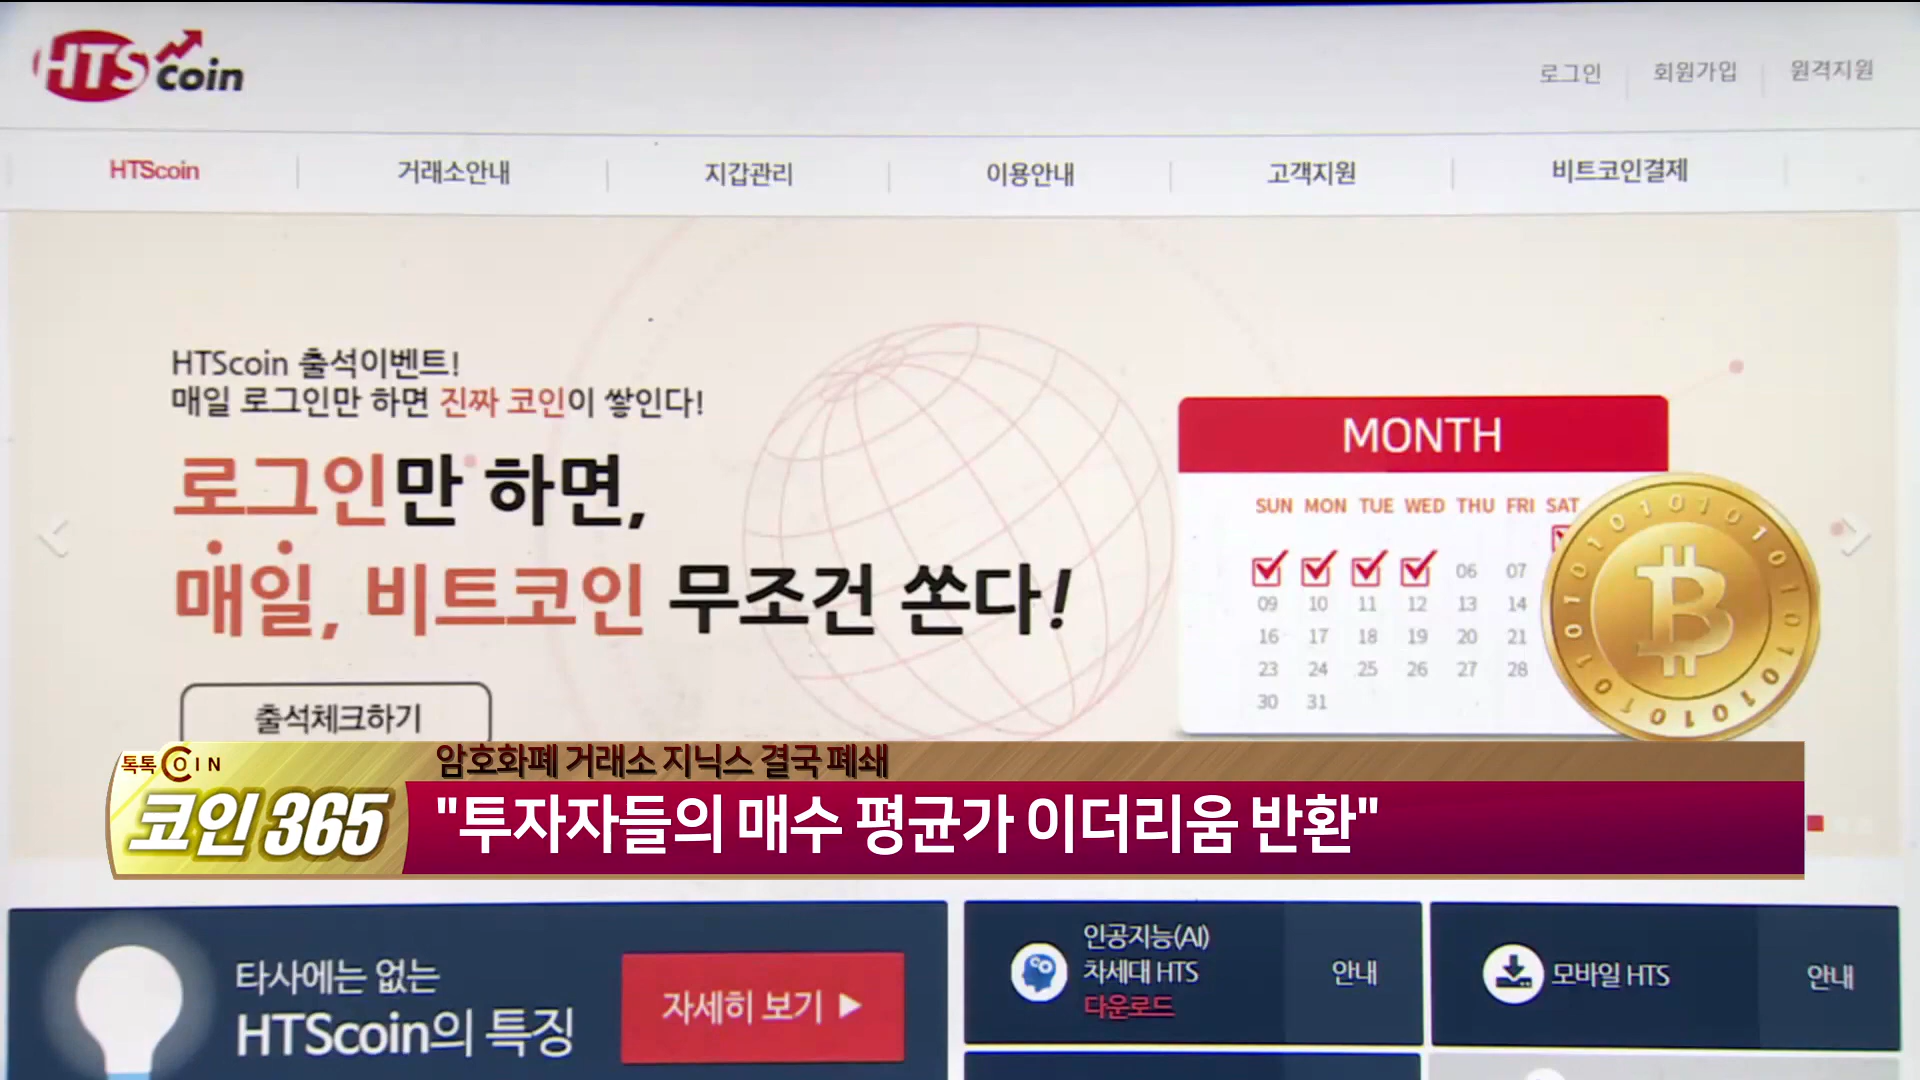 HTScoin
로그인
회원가입
원격지원
HTScoin
거래소안내
지갑관리
이용안내
고객지원
비트코인결제
HTScoin 출석이벤트!
매일 로그인만 하면 진짜 코인이 쌓인다!
로그인만 하면,
매일, 비트코인 무조건 쏜다!
출석체크하기
MONTH
SUN MON TUE WED THU FRI SAT
06 07
09 10 11 12 13 14
16 17 18 19 20 21
23 24 25 26 27 28
30 31
톡톡 COIN
코인 365
암호화폐 거래소 지닉스 결국 폐쇄
"투자자들의 매수 평균가 이더리움 반환"
타사에는 없는
HTScoin의 특징
자세히 보기 ▶
인공지능(AI)
차세대 HTS
다운로드
안내
모바일 HTS
안내